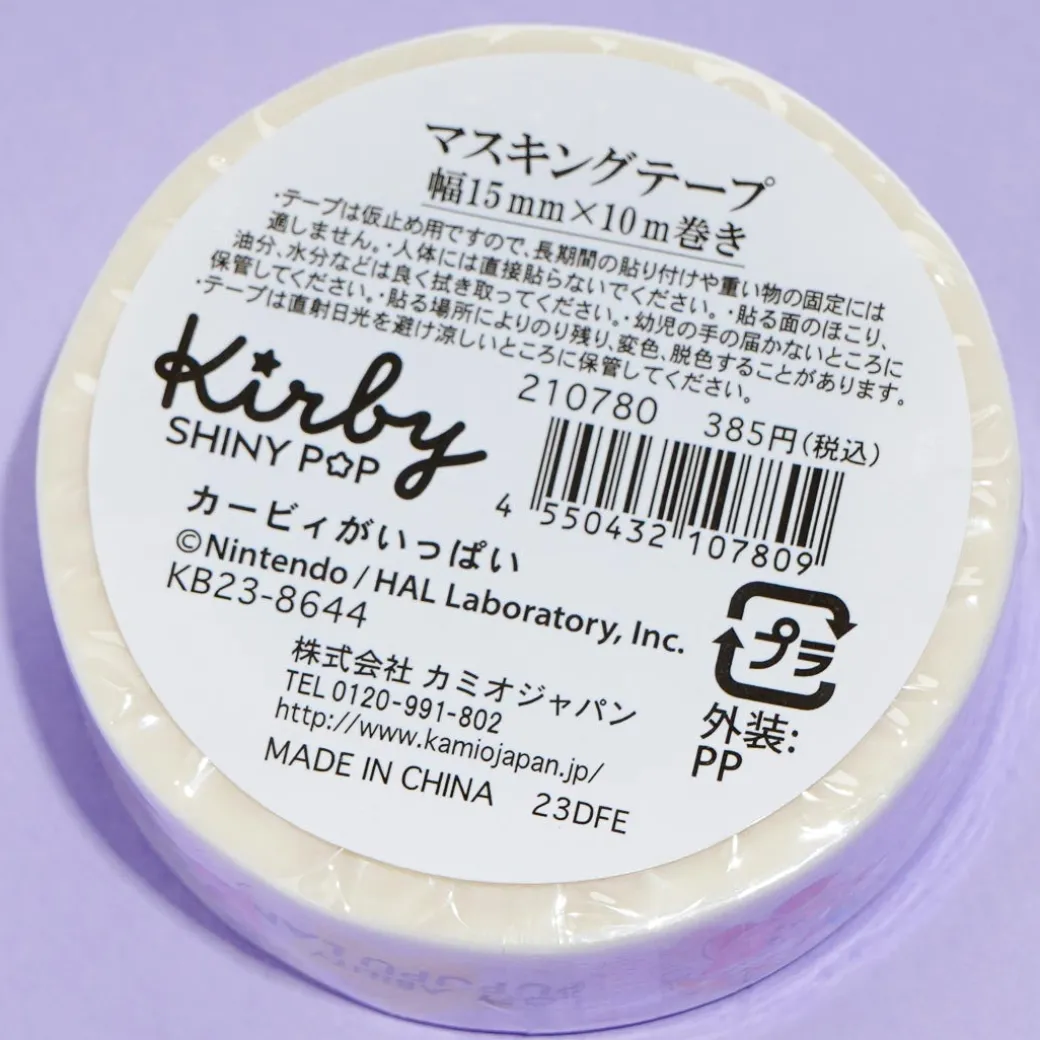 マスキングテープ
幅15mm×10m巻き
・テープは仮止め用ですので、長期間の貼り付けや重い物の固定には
適しません。・人体には直接貼らないでください。・貼る面のほこり、
油分、水分などは良く拭き取ってください。・幼児の手の届かないところに
保管してください。・貼る場所によりのり残り、変色、脱色することがあります。
・テープは直射日光を避け涼しいところに保管してください。
Kirby
SHINY POP
210780 385円(税込)
4 550432 107809
カービィがいっぱい
©Nintendo / HAL Laboratory, Inc.
KB23-8644
プラ
外装:
PP
株式会社 カミオジャパン
TEL 0120-991-802
http://www.kamiojapan.jp/
MADE IN CHINA 23DFE